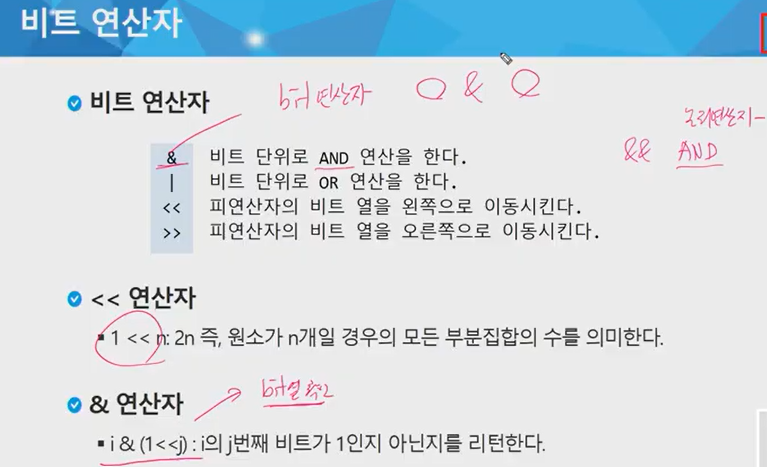 비트 연산자
비트 연산자
bit연산자 & 
논리연산자
&& AND
& 비트 단위로 AND 연산을 한다.
| 비트 단위로 OR 연산을 한다.
<< 피연산자의 비트 열을 왼쪽으로 이동시킨다.
>> 피연산자의 비트 열을 오른쪽으로 이동시킨다.
<< 연산자
1 << n: 2n 즉, 원소가 n개일 경우의 모든 부분집합의 수를 의미한다.
& 연산자
i & (1<<j) : i의 j번째 비트가 1인지 아닌지를 리턴한다.